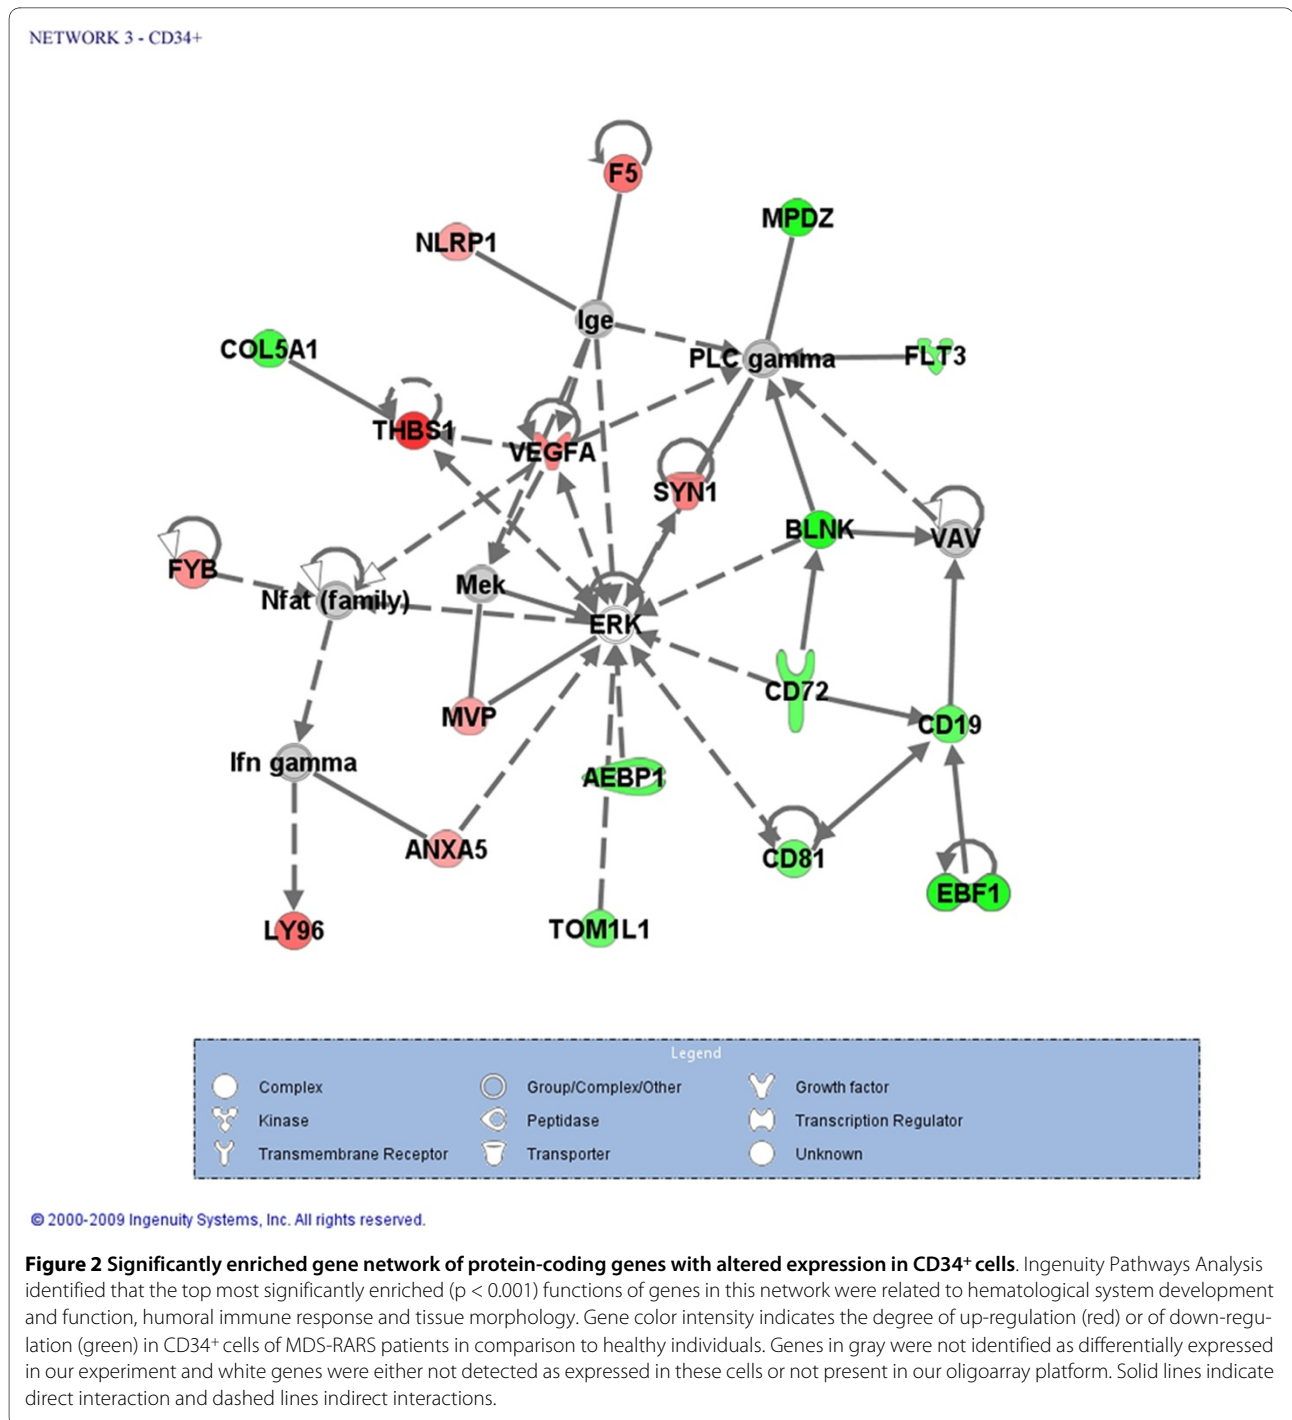 NETWORK 3 - CD34+
F5
MPDZ
NLRP1
Ige
COL5A1
PLC gamma
FLT3
THBS1
VEGFA
SYN1
BLNK
VAV
FYB
Nfat (family)
Mek
ERK
CD72
MVP
CD19
Ifn gamma
AEBP1
ANXA5
CD81
EBF1
LY96
TOM1L1
Legend
Complex
Group/Complex/Other
Growth factor
Kinase
Peptidase
Transcription Regulator
Transmembrane Receptor
Transporter
Unknown
© 2000-2009 Ingenuity Systems, Inc. All rights reserved.
Figure 2 Significantly enriched gene network of protein-coding genes with altered expression in CD34+ cells. Ingenuity Pathways Analysis
identified that the top most significantly enriched (p < 0.001) functions of genes in this network were related to hematological system development
and function, humoral immune response and tissue morphology. Gene color intensity indicates the degree of up-regulation (red) or of down-regu-
lation (green) in CD34+ cells of MDS-RARS patients in comparison to healthy individuals. Genes in gray were not identified as differentially expressed
in our experiment and white genes were either not detected as expressed in these cells or not present in our oligoarray platform. Solid lines indicate
direct interaction and dashed lines indirect interactions.